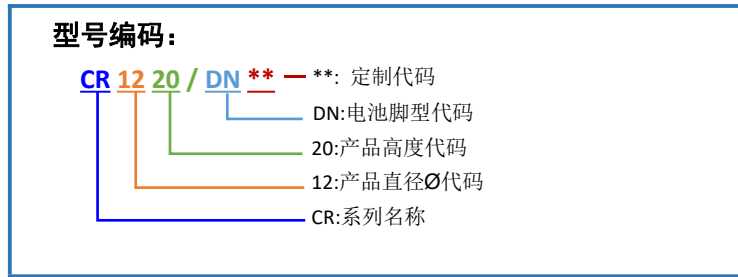 型号编码：
CR 12 20 / DN ** — **: 定制代码
DN:电池脚型代码
20:产品高度代码
12:产品直径Ø代码
CR:系列名称